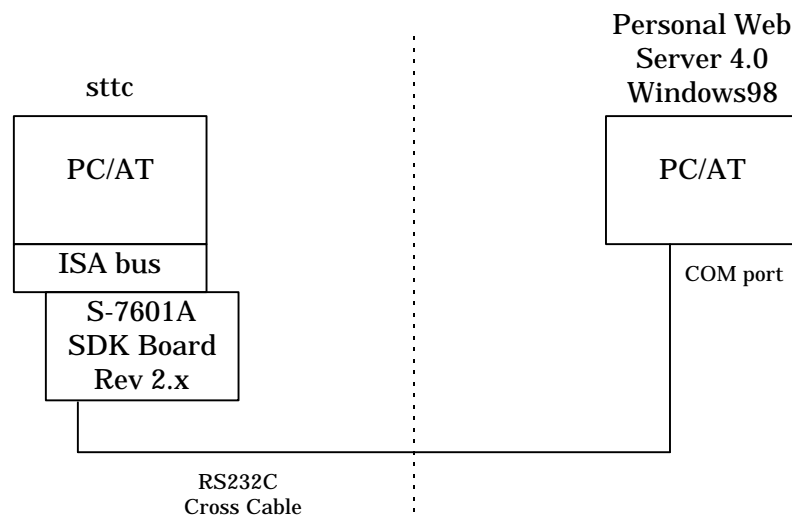 sttc
PC/AT
ISA bus
S-7601A
SDK Board
Rev 2.x
RS232C
Cross Cable
Personal Web
Server 4.0
Windows98
PC/AT
COM port